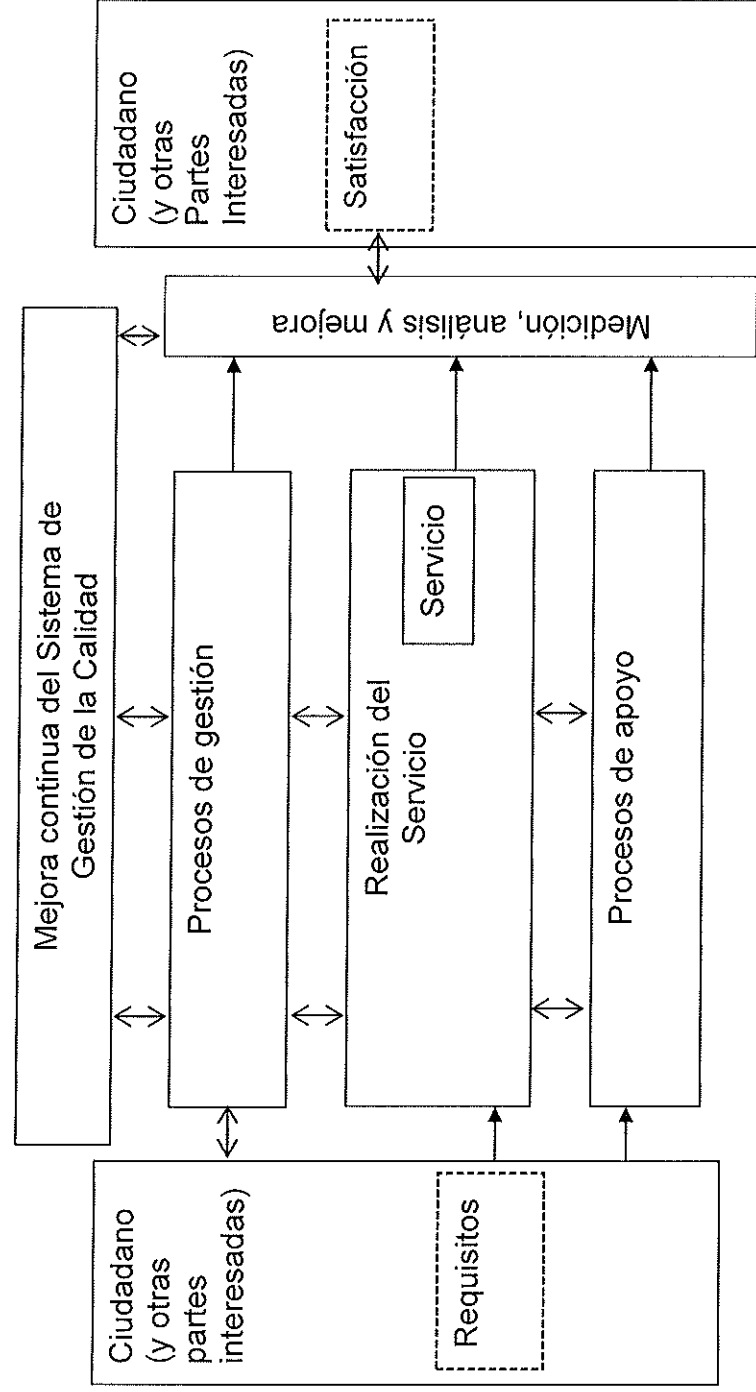 Mejora continua del Sistema de
Gestión de la Calidad
Ciudadano
(y otras
partes
interesadas)
Requisitos
Procesos de gestión
Realización del
Servicio
Servicio
Procesos de apoyo
Medición, análisis y mejora
Ciudadano
(y otras
Partes
Interesadas)
Satisfacción